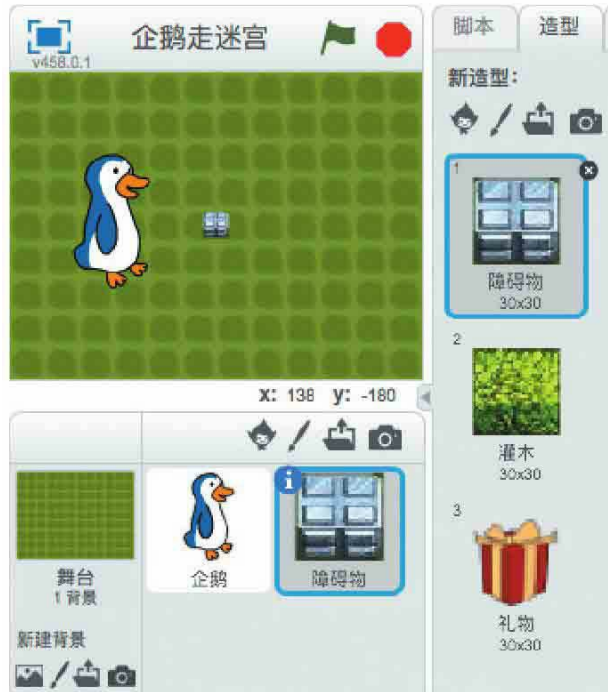 企鹅走迷宫
v458.0.1
x: 138 y: -180
舞台
1 背景
新建背景
企鹅
障碍物
脚本
造型
新造型：
1
障碍物
30x30
2
灌木
30x30
3
礼物
30x30